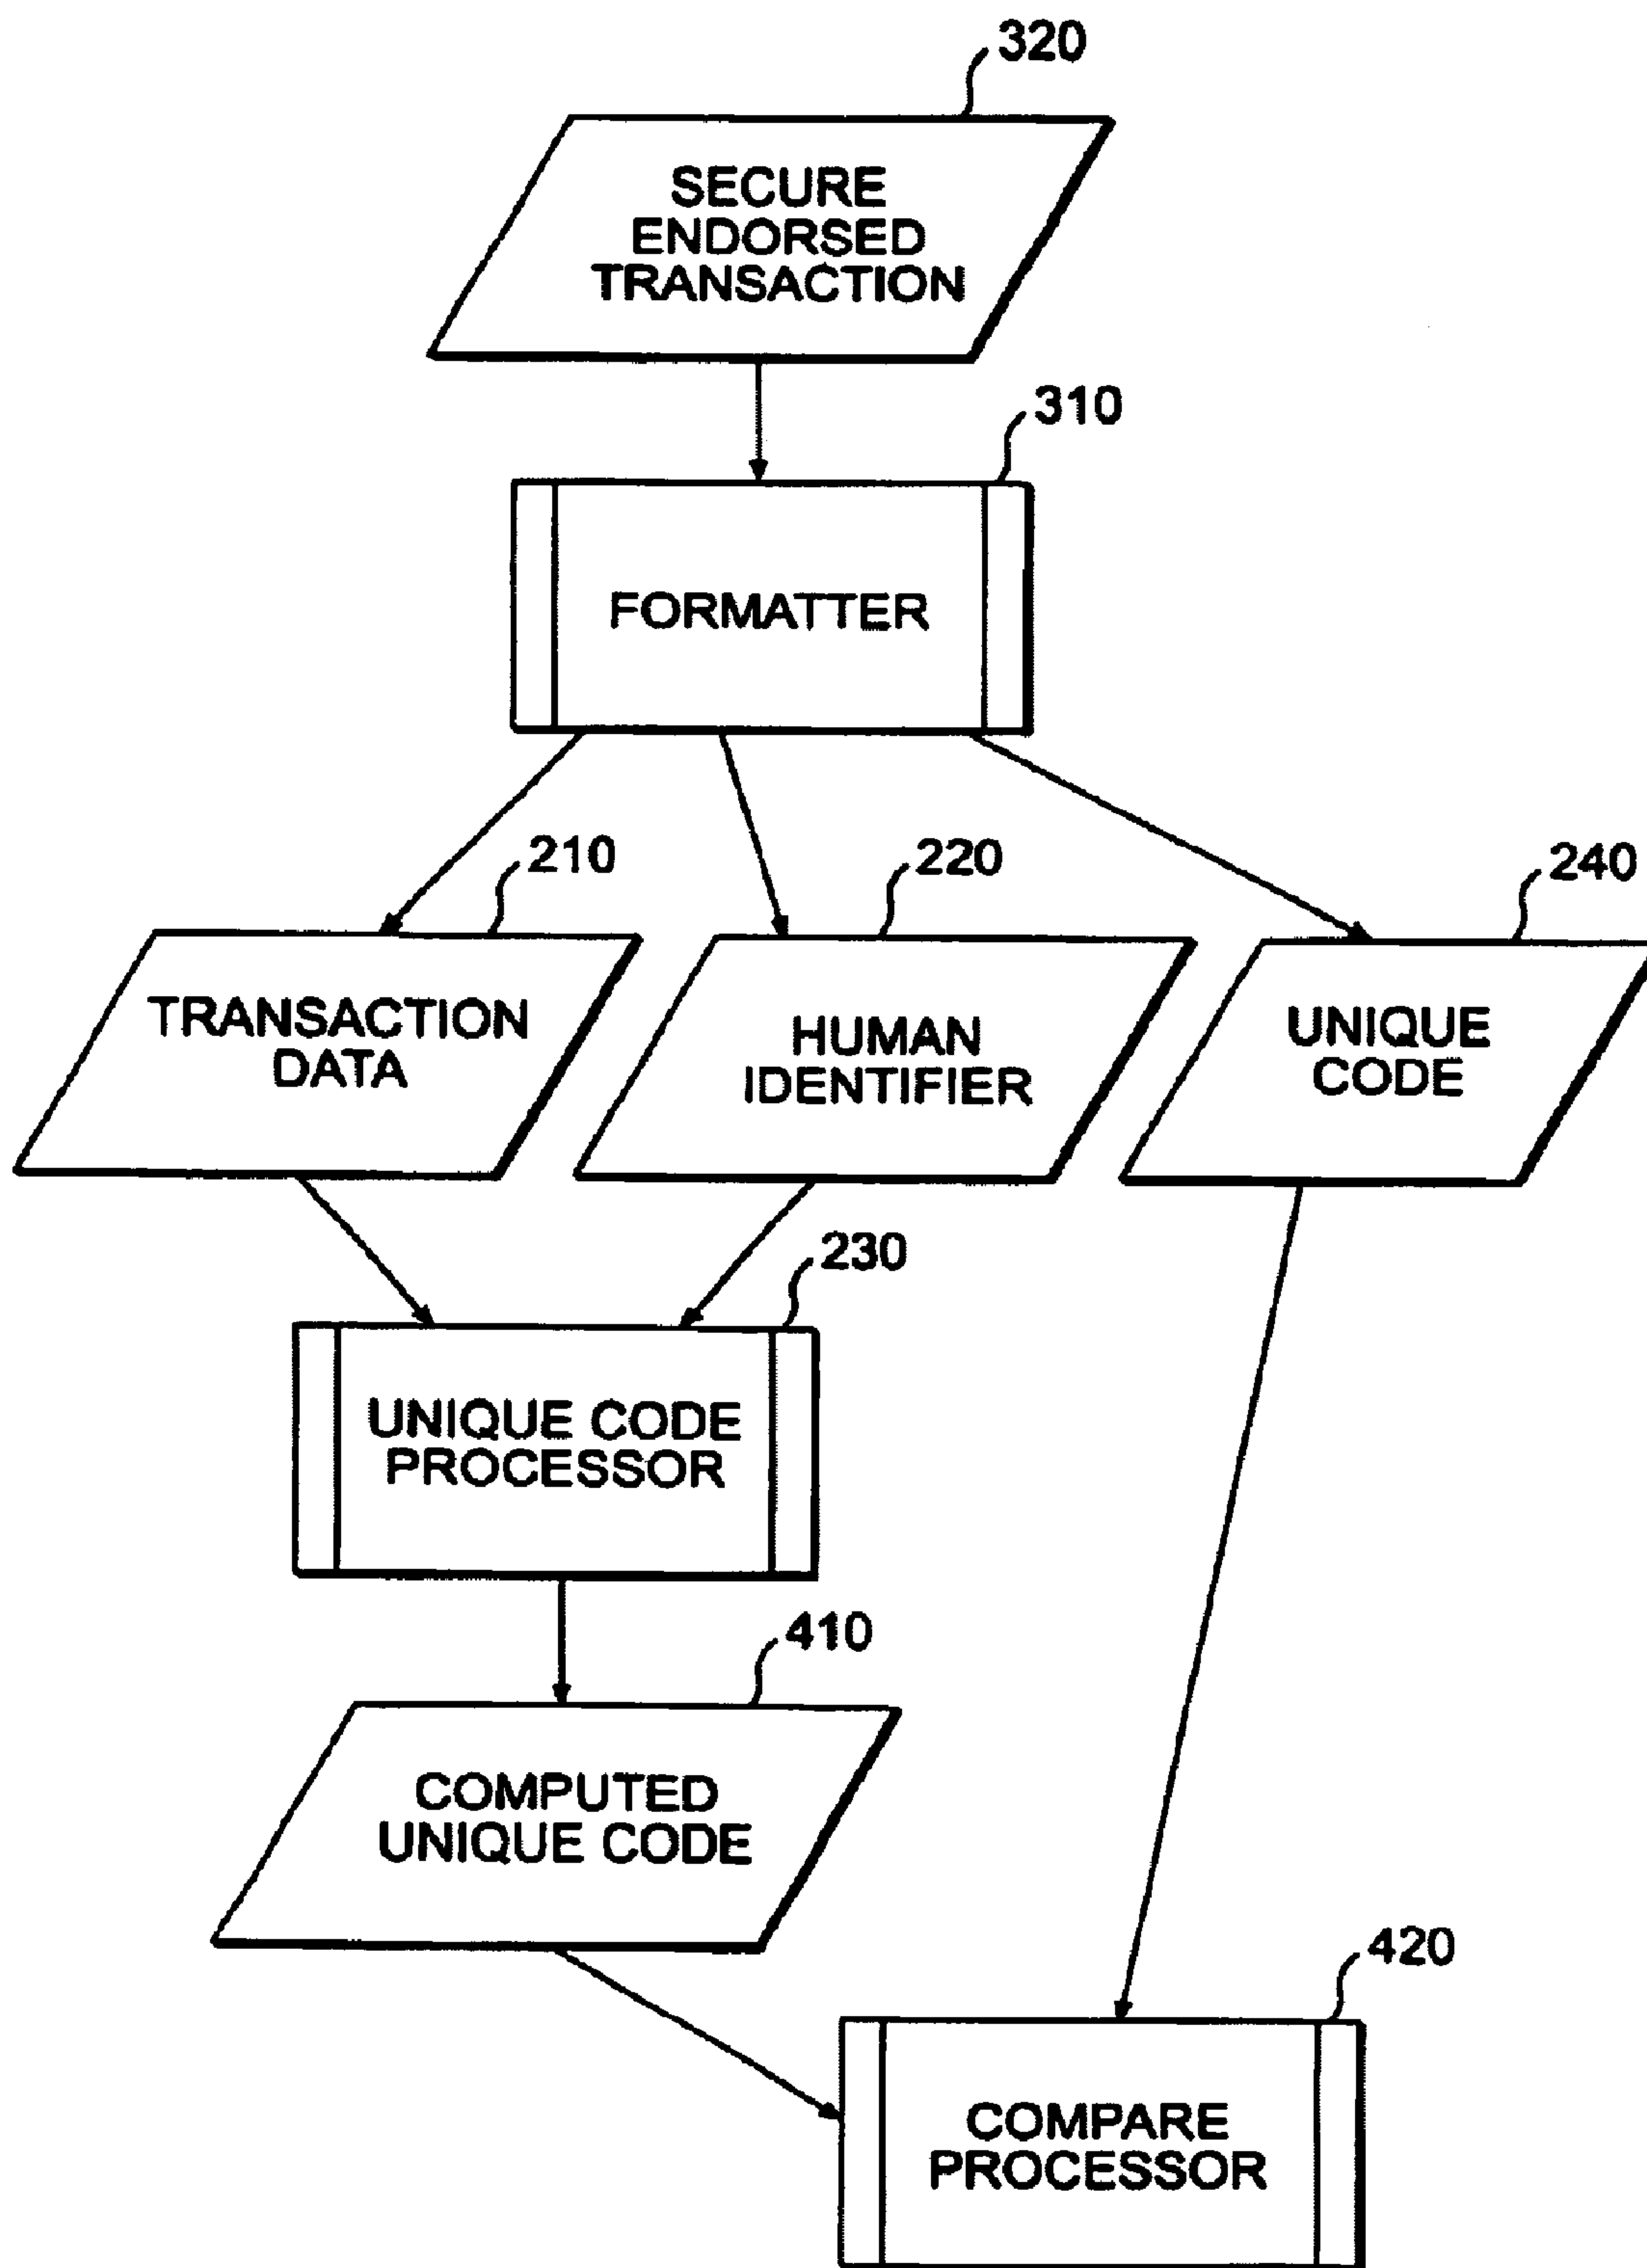 320
SECURE
ENDORSED
TRANSACTION
310
FORMATTER
210
220
240
TRANSACTION
DATA
HUMAN
IDENTIFIER
UNIQUE
CODE
230
UNIQUE CODE
PROCESSOR
410
COMPUTED
UNIQUE CODE
420
COMPARE
PROCESSOR